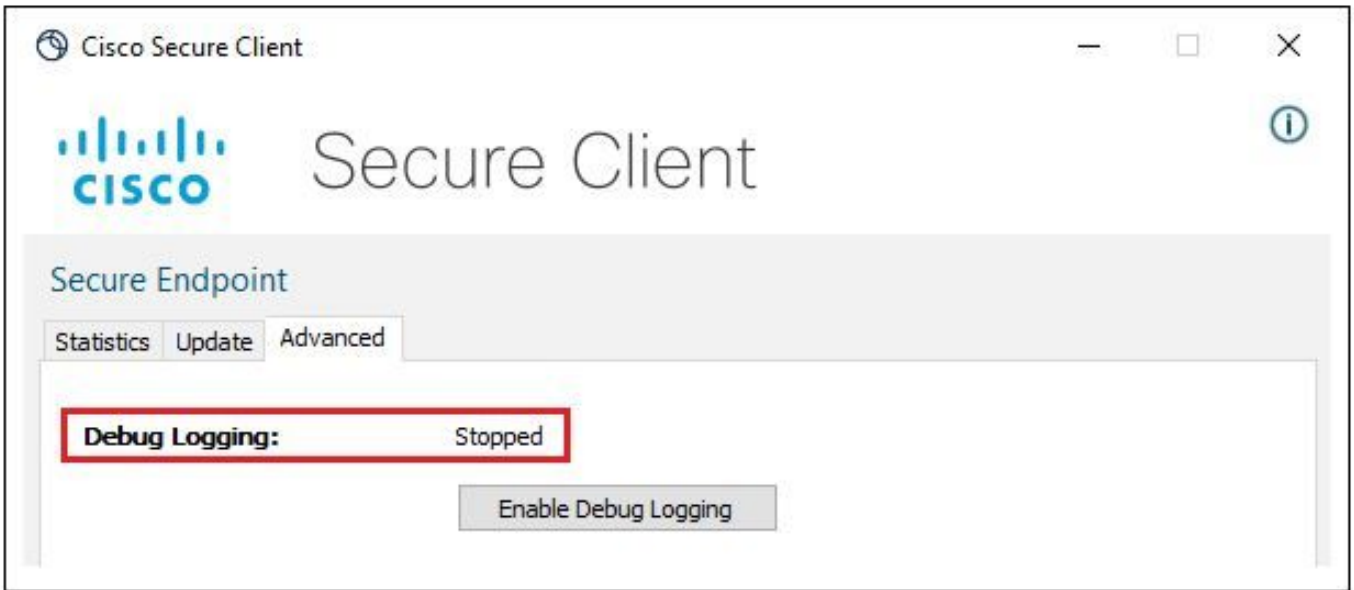 Cisco Secure Client
CISCO
Secure Client
Secure Endpoint
Statistics Update Advanced
Debug Logging: Stopped
Enable Debug Logging